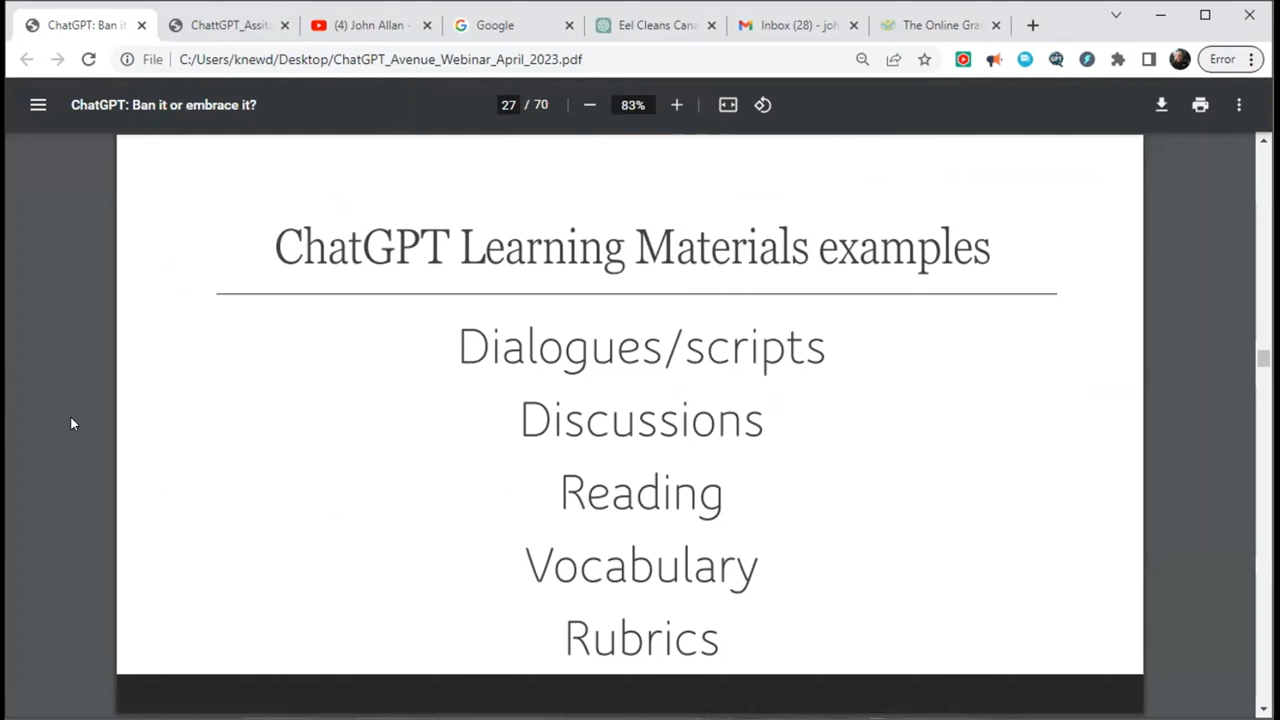 ChatGPT: Ban it
ChattGPT_Assita
(4) John Allan -
Google
Eel Cleans Cana
Inbox (28) - joh
The Online Gra
File
C:/Users/knewd/Desktop/ChatGPT_Avenue_Webinar_April_2023.pdf
Error
ChatGPT: Ban it or embrace it?
27 / 70
83%
ChatGPT Learning Materials examples
Dialogues/scripts
Discussions
Reading
Vocabulary
Rubrics